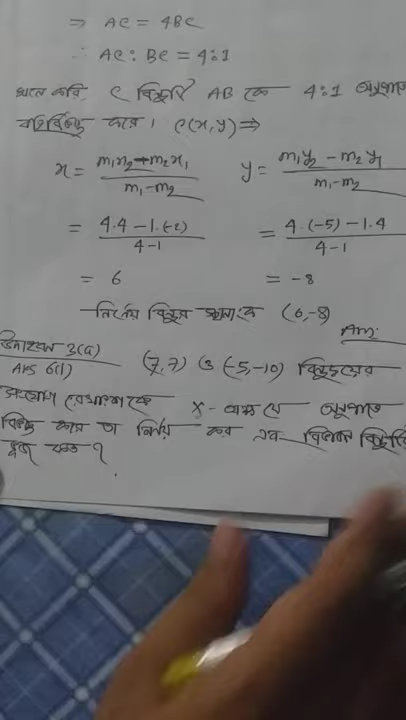 ⇒ AC = 4BC
∴ AC : BC = 4:1
ধরি, C বিন্দুটি AB কে 4:1 অনুপাতে
বহির্বিভক্ত করে। C(x,y) ⇒
x = (m₁x₂ - m₂x₁)/(m₁-m₂) y = (m₁y₂ - m₂y₁)/(m₁-m₂)
= (4.4 - 1.(-2))/(4-1) = (4.(-5) - 1.4)/(4-1)
= 6 = -8
নির্ণেয় বিন্দুর স্থানাংক (6,-8)
Ans:
উদাহরণ 3(a)
(7,7) ও (-5,-10) বিন্দুদ্বয়ের
সংযোগ রেখাংশকে x-অক্ষ যে অনুপাতে
বিভক্ত করে তা নির্ণয় কর এবং বিভাজন বিন্দুটির
ভুজ কত?